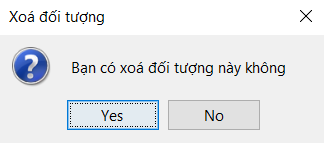 Xoá đối tượng
Bạn có xoá đối tượng này không
Yes
No